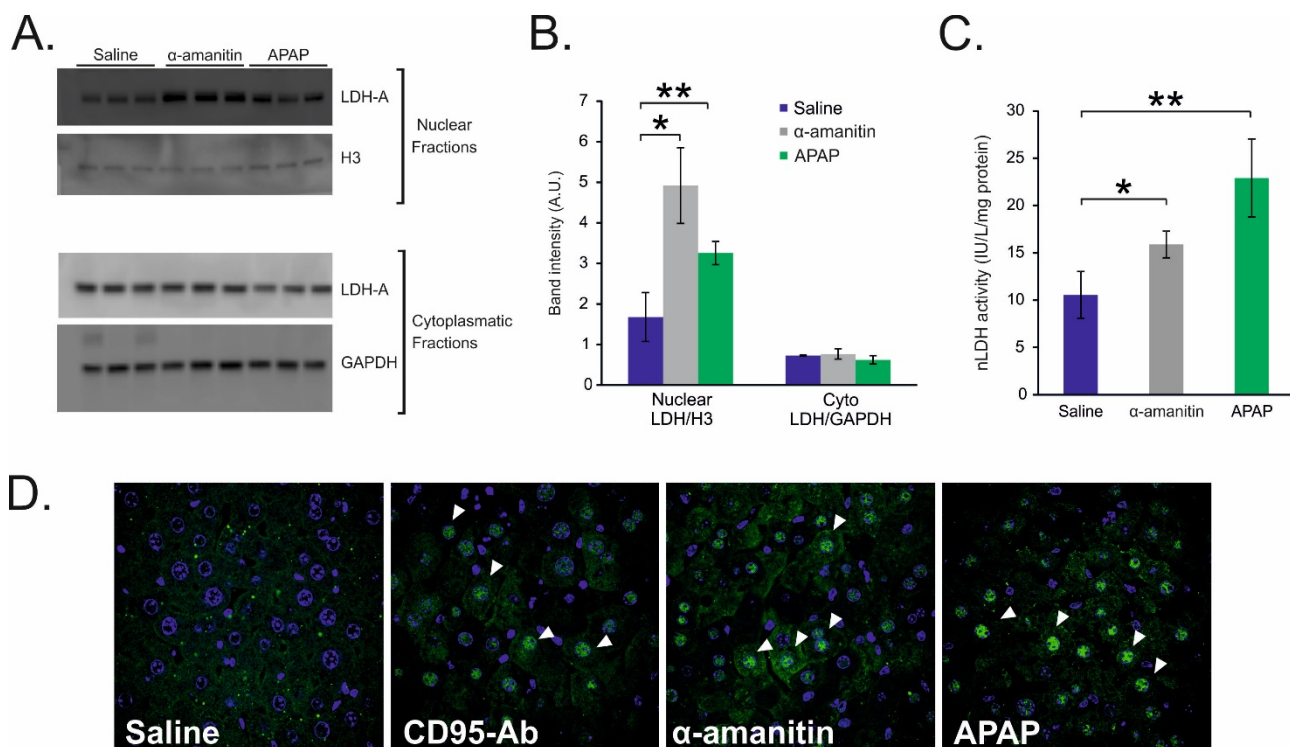 A.
Saline α-amanitin APAP
LDH-A
H3
Nuclear
Fractions
LDH-A
GAPDH
Cytoplasmatic
Fractions
B.
Band intensity (A.U.)
7
6
5
4
3
2
1
0
**
*
Saline
α-amanitin
APAP
Nuclear
LDH/H3
Cyto
LDH/GAPDH
C.
nLDH activity (IU/L/mg protein)
30
25
20
15
10
5
0
**
*
Saline α-amanitin APAP
D.
Saline
CD95-Ab
α-amanitin
APAP